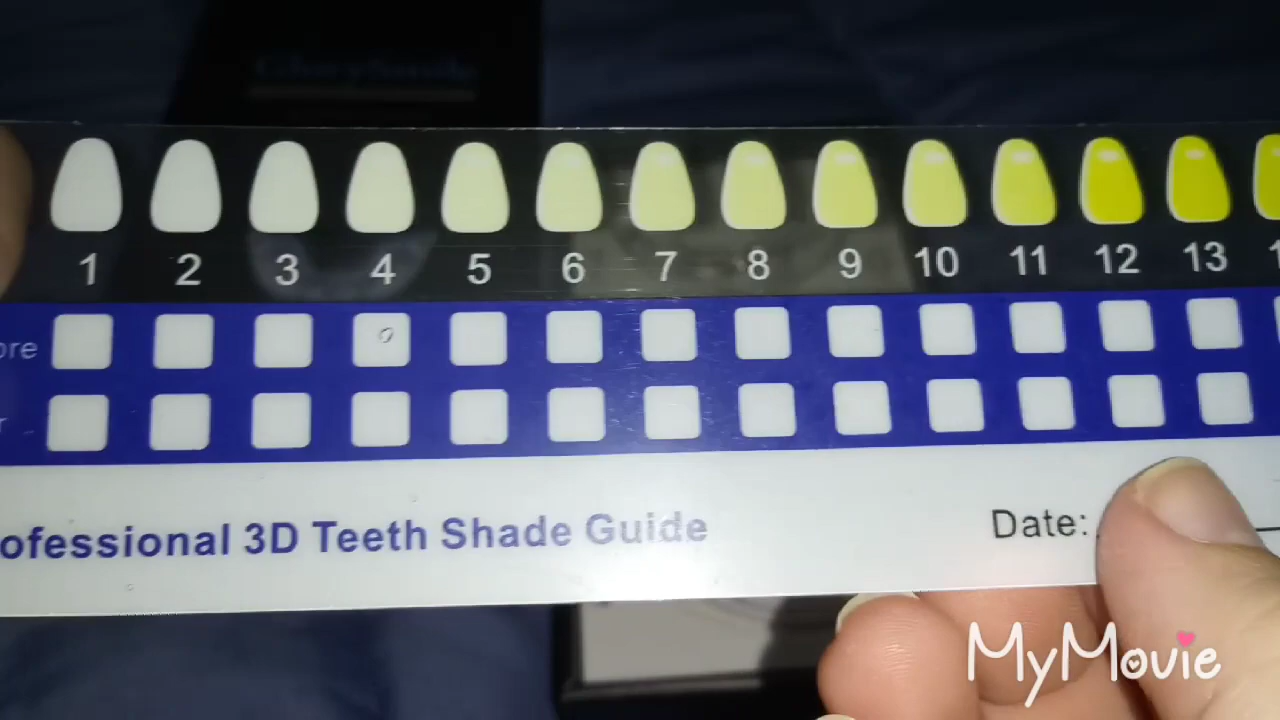 1 2 3 4 5 6 7 8 9 10 11 12 13 1
ore
r
ofessional 3D Teeth Shade Guide
Date:
MyMovie